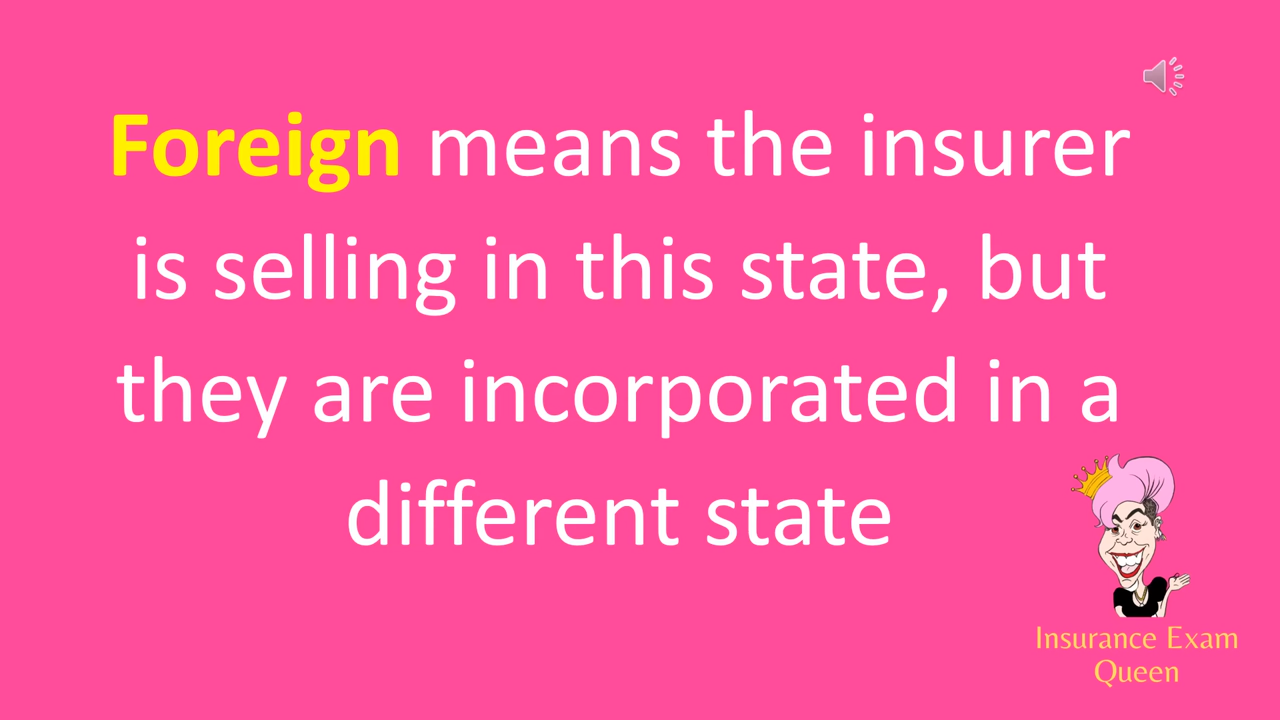 Foreign means the insurer
is selling in this state, but
they are incorporated in a
different state
Insurance Exam
Queen